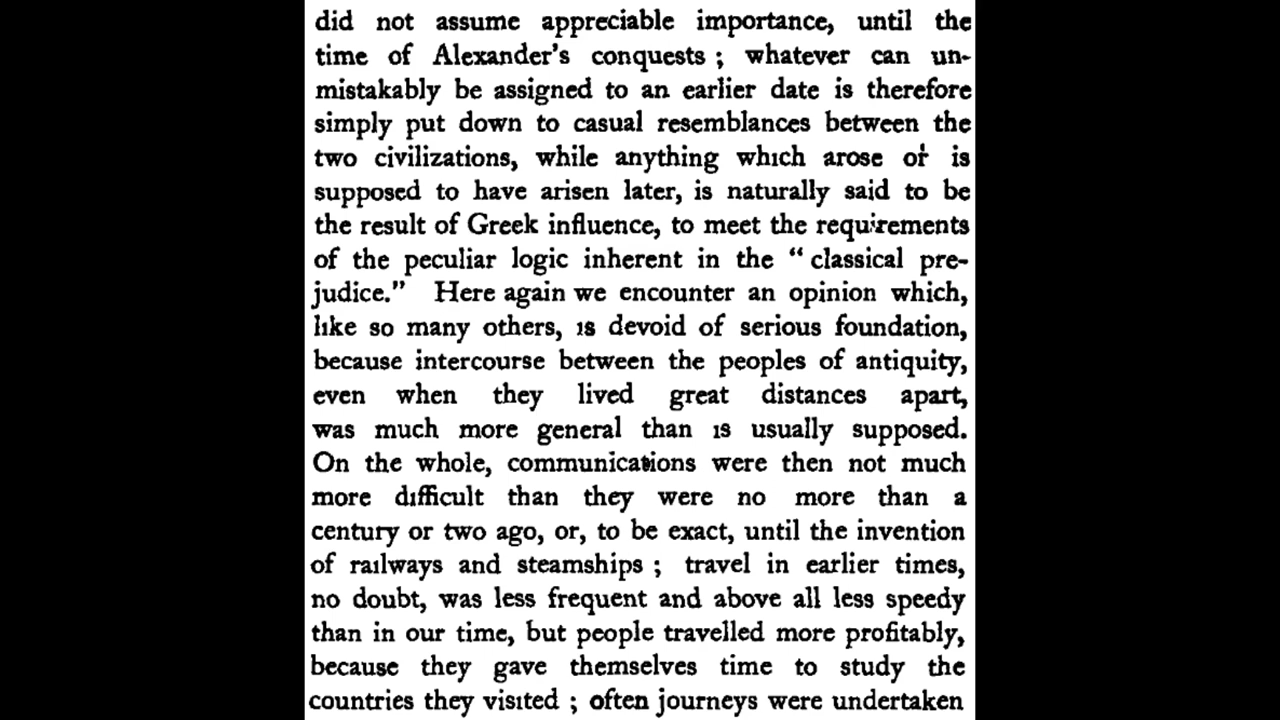 did not assume appreciable importance, until the
time of Alexander's conquests ; whatever can un-
mistakably be assigned to an earlier date is therefore
simply put down to casual resemblances between the
two civilizations, while anything which arose or is
supposed to have arisen later, is naturally said to be
the result of Greek influence, to meet the requirements
of the peculiar logic inherent in the “ classical pre-
judice.” Here again we encounter an opinion which,
like so many others, is devoid of serious foundation,
because intercourse between the peoples of antiquity,
even when they lived great distances apart,
was much more general than is usually supposed.
On the whole, communications were then not much
more difficult than they were no more than a
century or two ago, or, to be exact, until the invention
of railways and steamships ; travel in earlier times,
no doubt, was less frequent and above all less speedy
than in our time, but people travelled more profitably,
because they gave themselves time to study the
countries they visited ; often journeys were undertaken